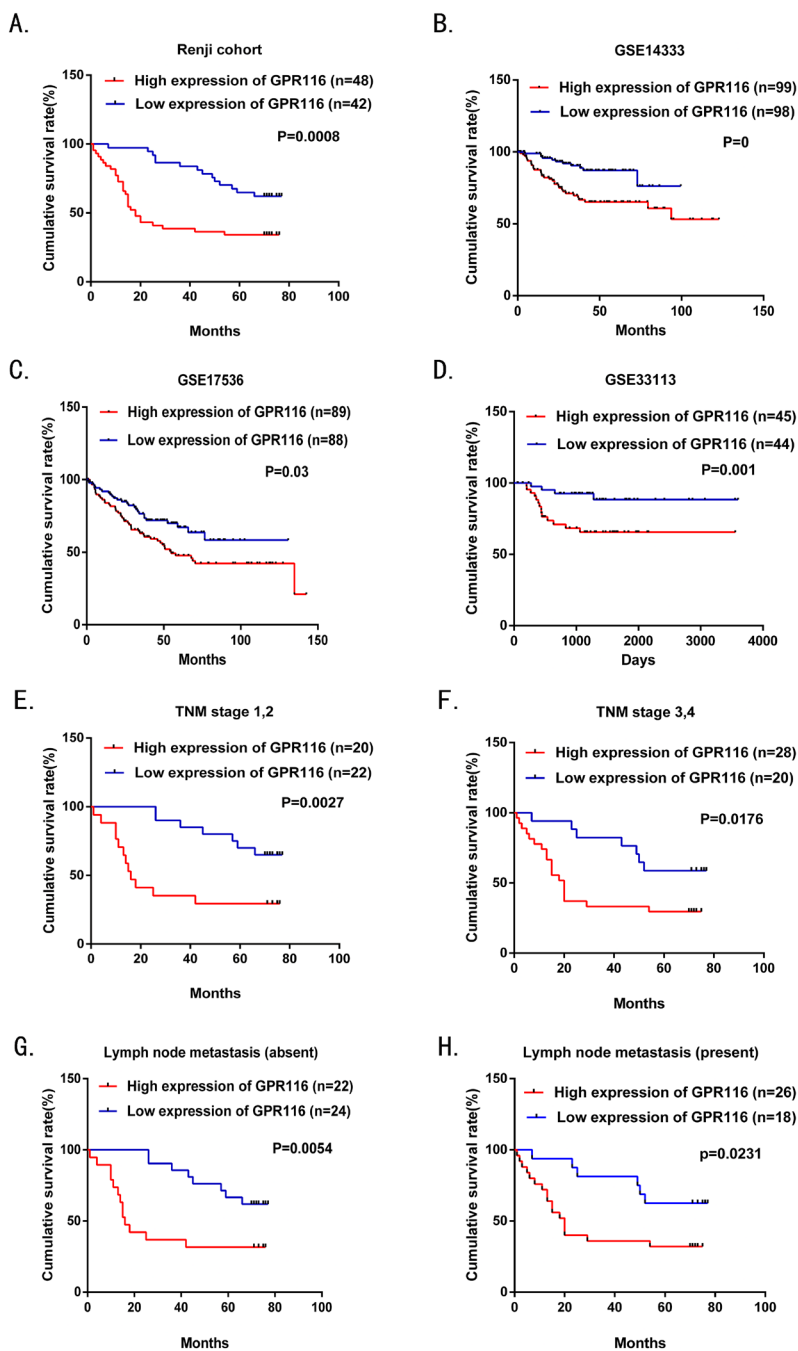 A.
Renji cohort
High expression of GPR116 (n=48)
Low expression of GPR116 (n=42)
P=0.0008
Cumulative survival rate(%)
150
100
50
0
0 20 40 60 80 100
Months
B.
GSE14333
High expression of GPR116 (n=99)
Low expression of GPR116 (n=98)
P=0
Cumulative survival rate(%)
150
100
50
0
50 100 150
Months
C.
GSE17536
High expression of GPR116 (n=89)
Low expression of GPR116 (n=88)
P=0.03
Cumulative survival rate(%)
150
100
50
0
0 50 100 150
Months
D.
GSE33113
High expression of GPR116 (n=45)
Low expression of GPR116 (n=44)
P=0.001
Cumulative survival rate(%)
150
100
50
0
0 1000 2000 3000 4000
Days
E.
TNM stage 1,2
High expression of GPR116 (n=20)
Low expression of GPR116 (n=22)
P=0.0027
Cumulative survival rate(%)
150
100
50
0
0 20 40 60 80 100
Months
F.
TNM stage 3,4
High expression of GPR116 (n=28)
Low expression of GPR116 (n=20)
P=0.0176
Cumulative survival rate(%)
150
100
50
0
0 20 40 60 80 100
Months
G.
Lymph node metastasis (absent)
High expression of GPR116 (n=22)
Low expression of GPR116 (n=24)
P=0.0054
Cumulative survival rate(%)
150
100
50
0
0 20 40 60 80 100
Months
H.
Lymph node metastasis (present)
High expression of GPR116 (n=26)
Low expression of GPR116 (n=18)
p=0.0231
Cumulative survival rate(%)
150
100
50
0
0 20 40 60 80 100
Months